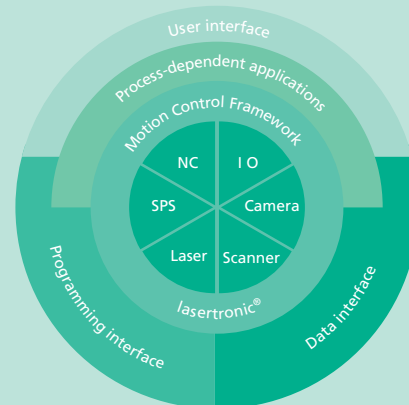 User interface
Process-dependent applications
Motion Control Framework
NC
I O
SPS
Camera
Laser
Scanner
lasertronic®
Programming interface
Data interface